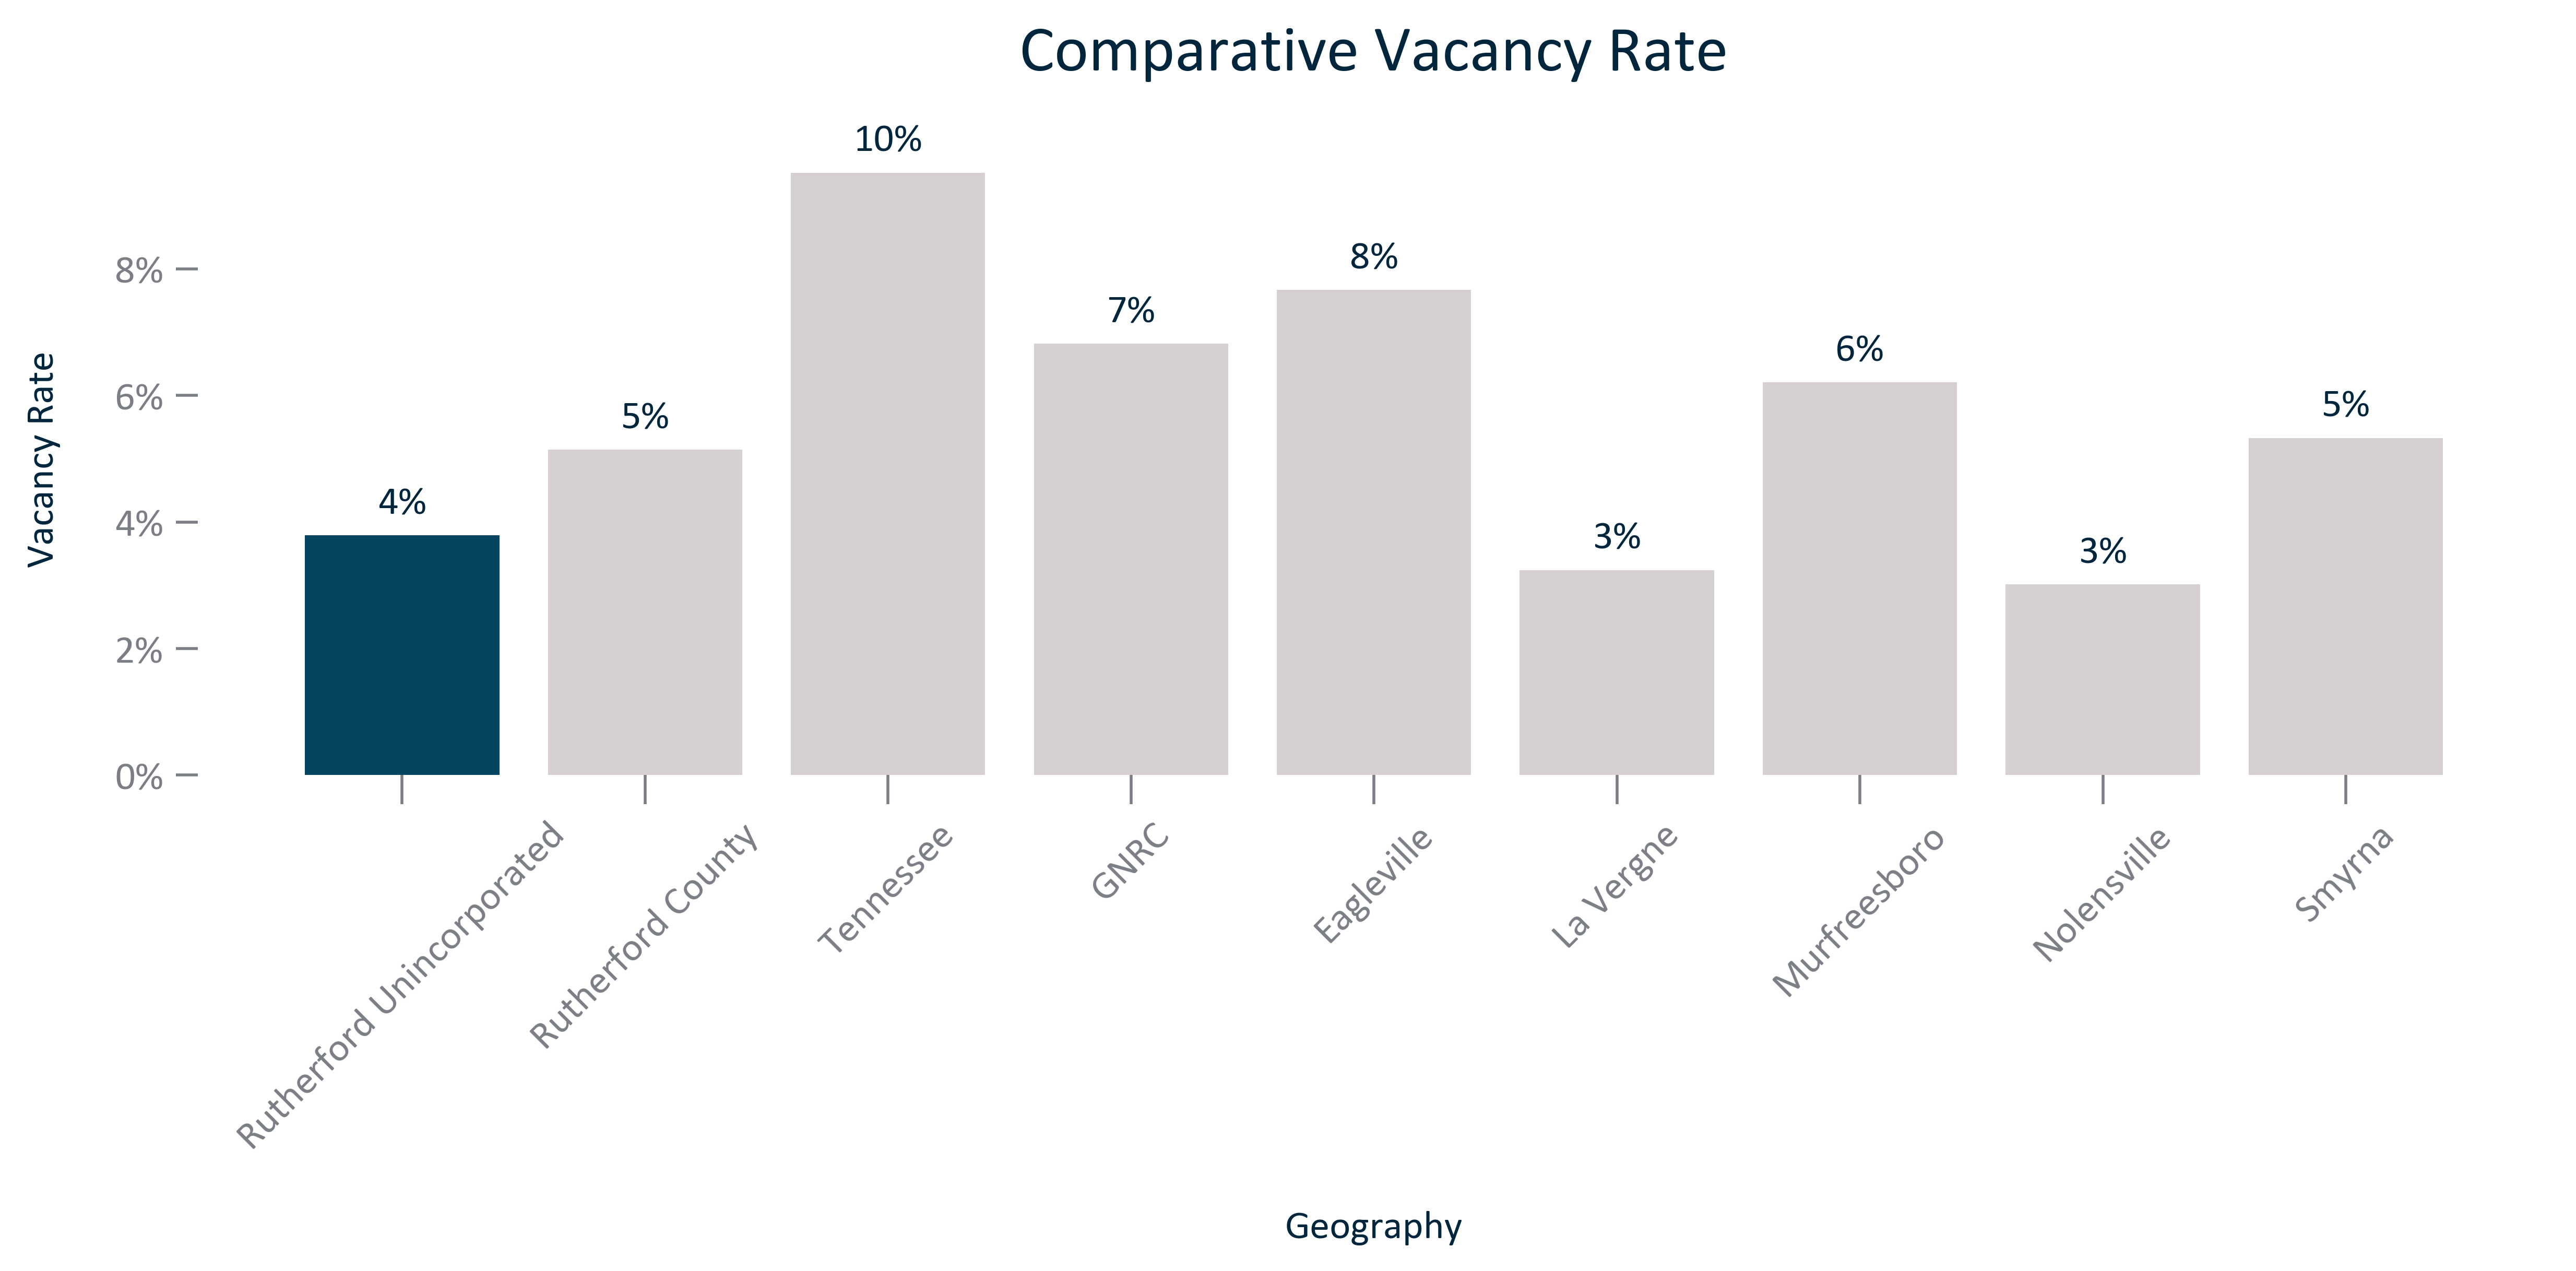 Comparative Vacancy Rate
Vacancy Rate
8%
6%
4%
2%
0%
4%
5%
10%
7%
8%
3%
6%
3%
5%
Rutherford Unincorporated
Rutherford County
Tennessee
GNRC
Eagleville
La Vergne
Murfreesboro
Nolensville
Smyrna
Geography